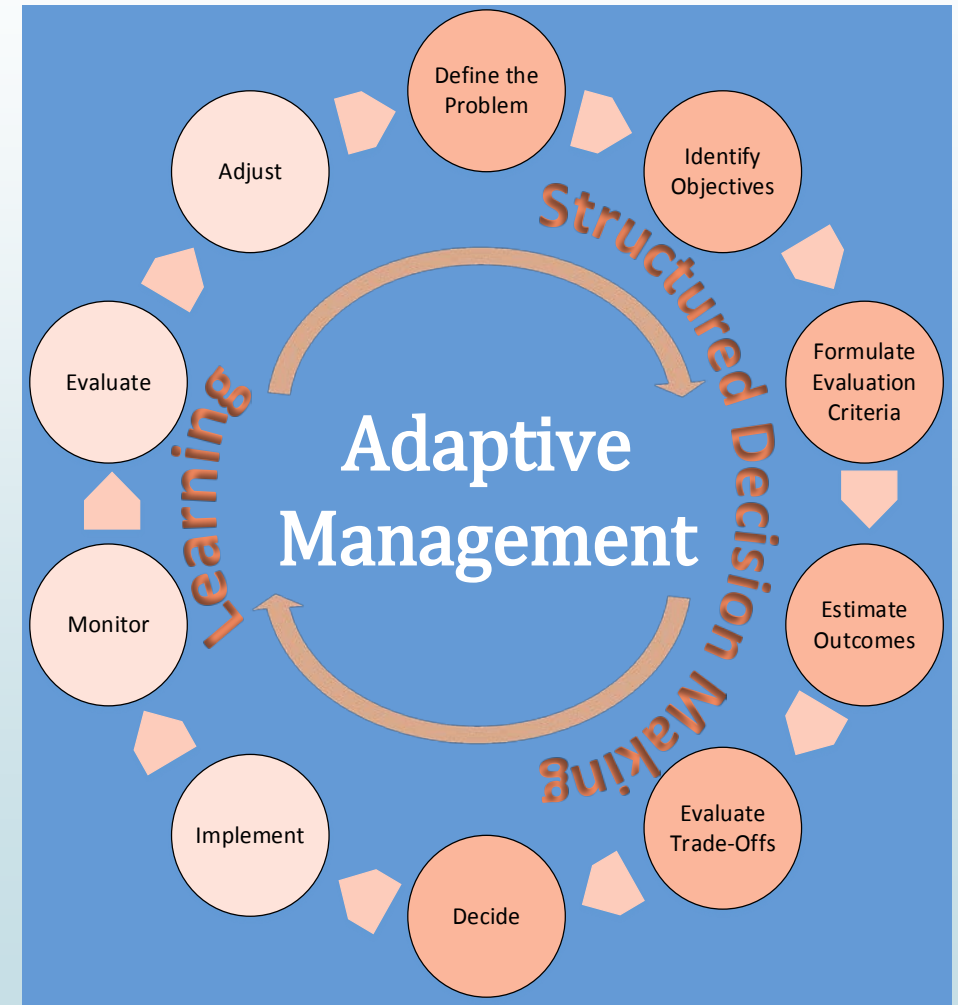 Define the
Problem
Identify
Objectives
Formulate
Evaluation
Criteria
Estimate
Outcomes
Evaluate
Trade-Offs
Decide
Implement
Monitor
Evaluate
Adjust
Structured Decision Making
Learning
Adaptive
Management